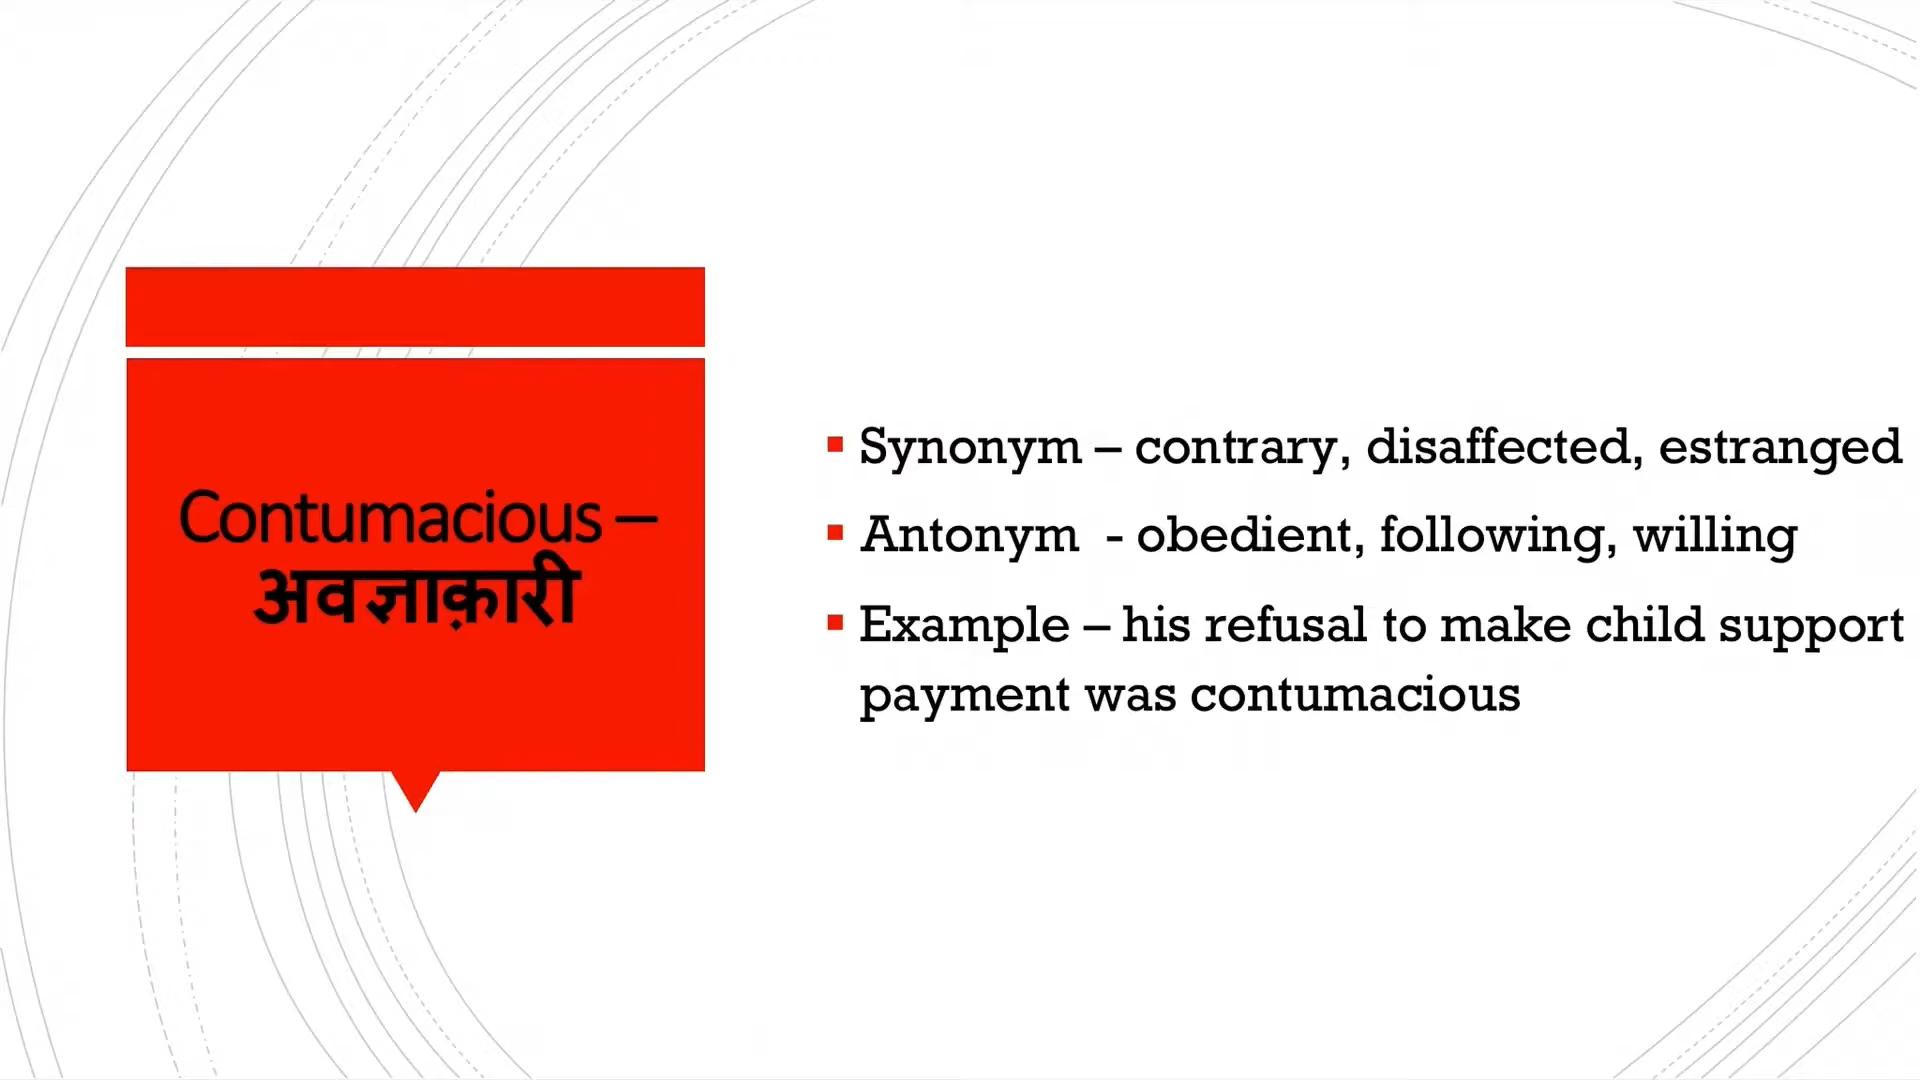 Contumacious –
अवज्ञाक़ारी
Synonym – contrary, disaffected, estranged
Antonym - obedient, following, willing
Example – his refusal to make child support
payment was contumacious